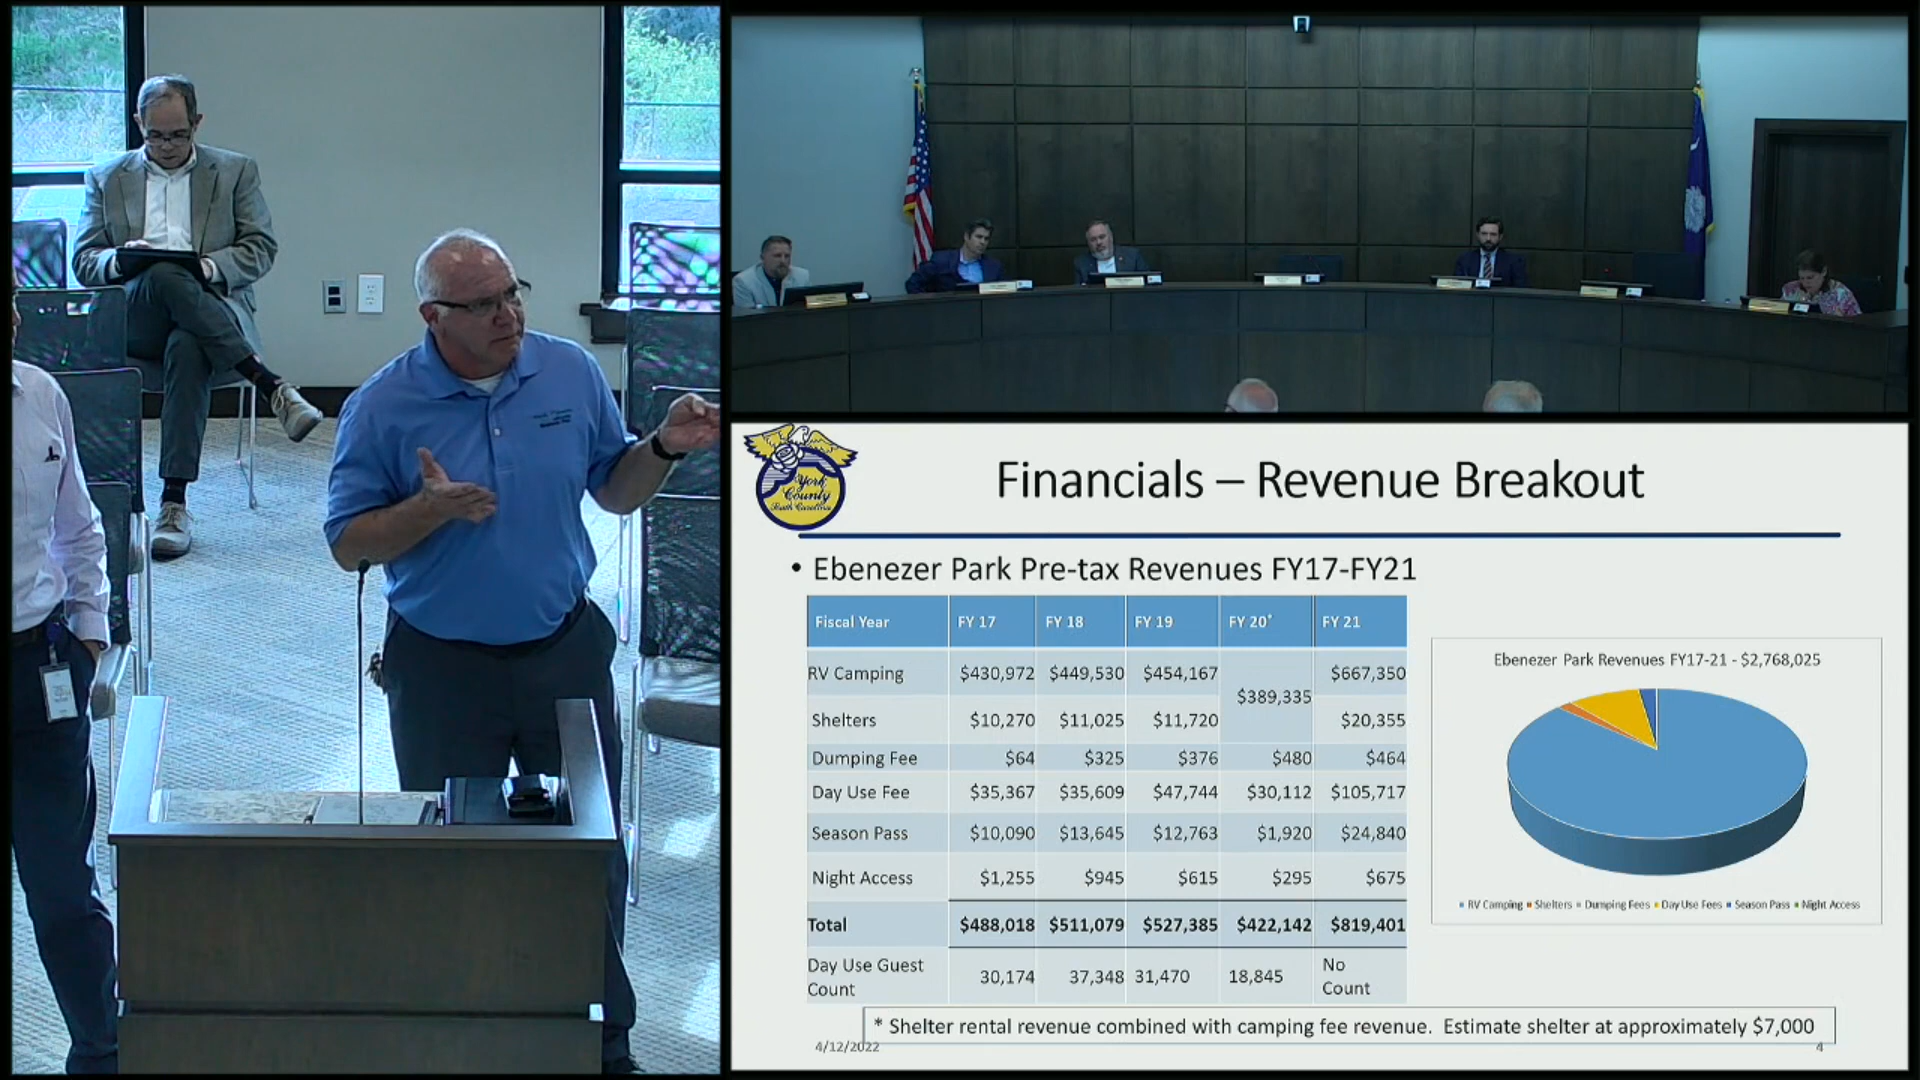 York
County
South Carolina
Financials – Revenue Breakout
• Ebenezer Park Pre-tax Revenues FY17-FY21
Fiscal Year FY 17 FY 18 FY 19 FY 20* FY 21
RV Camping $430,972 $449,530 $454,167 $389,335 $667,350
Shelters $10,270 $11,025 $11,720 $20,355
Dumping Fee $64 $325 $376 $480 $464
Day Use Fee $35,367 $35,609 $47,744 $30,112 $105,717
Season Pass $10,090 $13,645 $12,763 $1,920 $24,840
Night Access $1,255 $945 $615 $295 $675
Total $488,018 $511,079 $527,385 $422,142 $819,401
Day Use Guest Count 30,174 37,348 31,470 18,845 No Count
Ebenezer Park Revenues FY17-21 - $2,768,025
RV Camping Shelters Dumping Fees Day Use Fees Season Pass Night Access
* Shelter rental revenue combined with camping fee revenue. Estimate shelter at approximately $7,000
4/12/2022
4